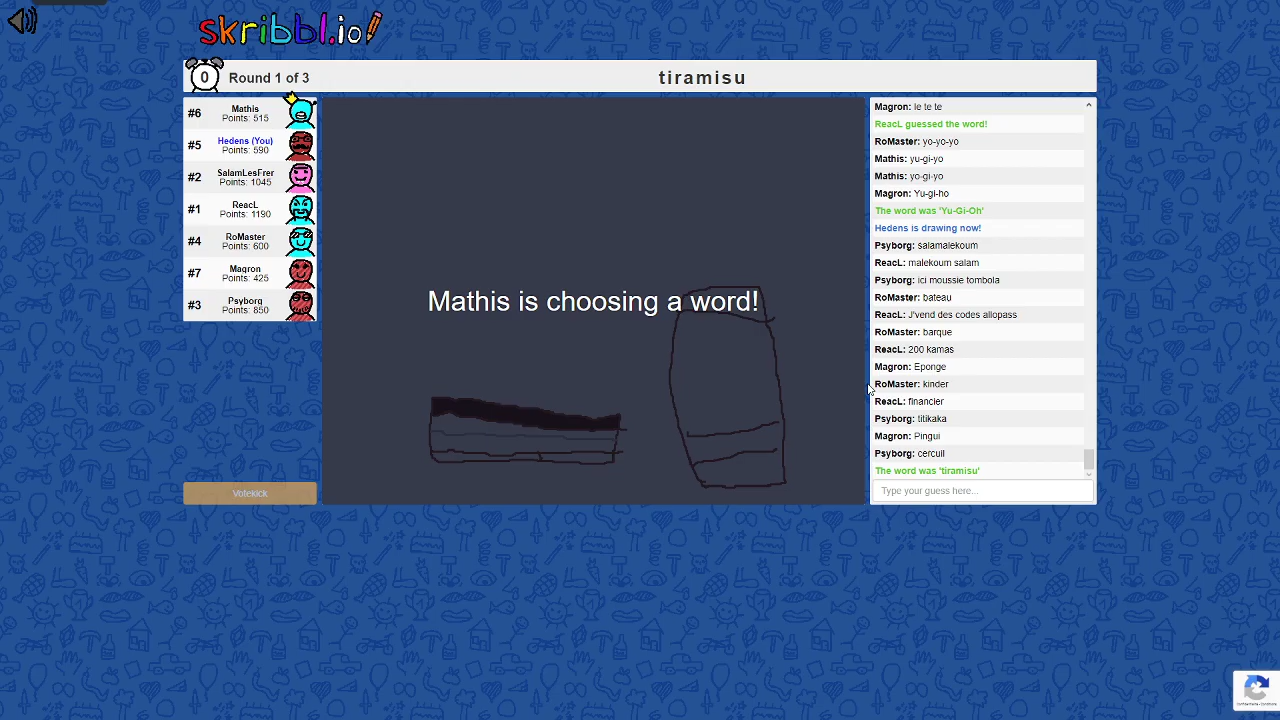 skribbl.io
0
Round 1 of 3
tiramisu
#6
Mathis
Points: 515
#5
Hedens (You)
Points: 590
#2
SalamLesFrer
Points: 1045
#1
ReacL
Points: 1190
#4
RoMaster
Points: 600
#7
Magron
Points: 425
#3
Psyborg
Points: 850
Votekick
Mathis is choosing a word!
Magron: le te te
ReacL guessed the word!
RoMaster: yo-yo-yo
Mathis: yu-gi-yo
Mathis: yo-gi-yo
Magron: Yu-gi-ho
The word was 'Yu-Gi-Oh'
Hedens is drawing now!
Psyborg: salamalekoum
ReacL: malekoum salam
Psyborg: ici moussie tombola
RoMaster: bateau
ReacL: J'vend des codes allopass
RoMaster: barque
ReacL: 200 kamas
Magron: Eponge
RoMaster: kinder
ReacL: financier
Psyborg: titikaka
Magron: Pingui
Psyborg: cercuil
The word was 'tiramisu'
Type your guess here...